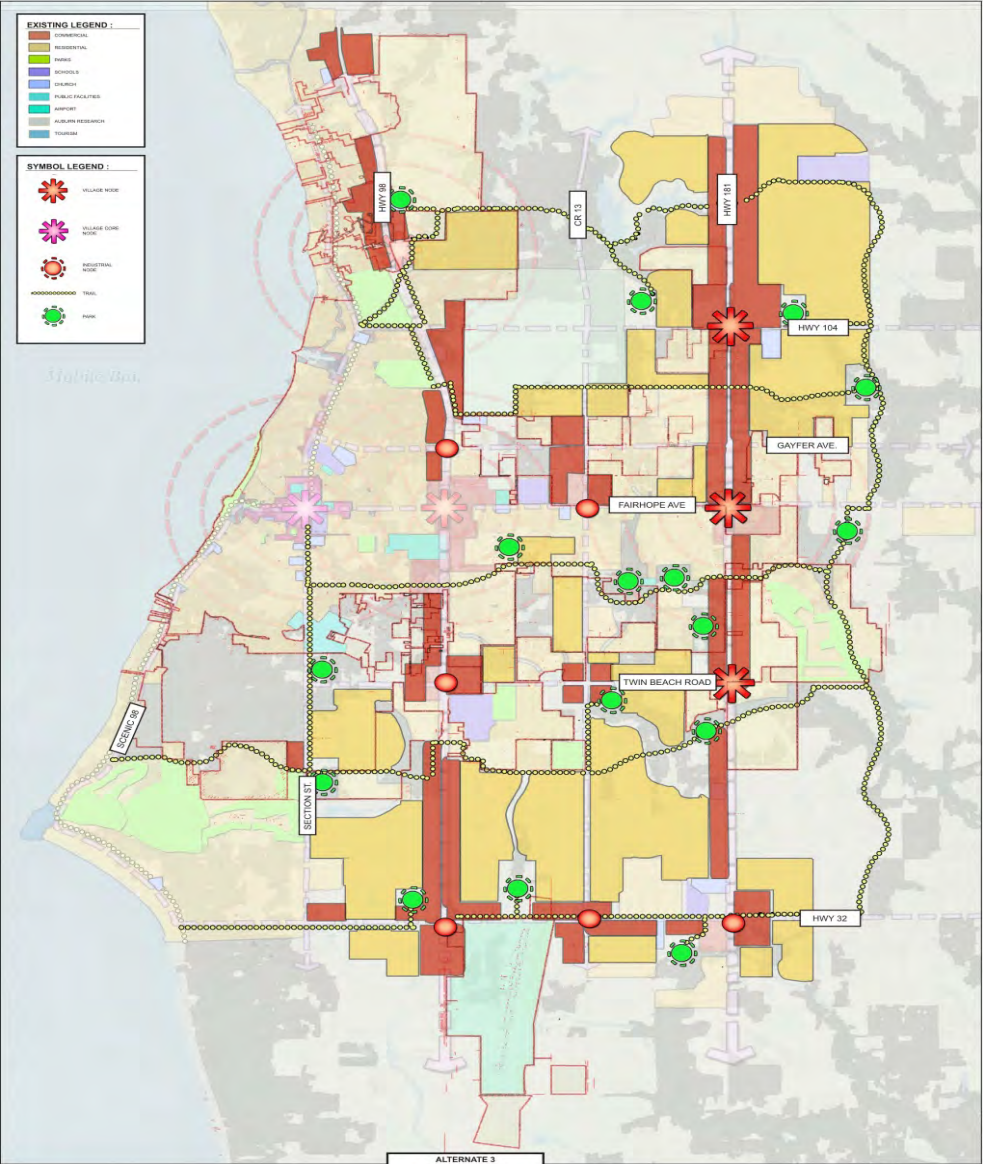 EXISTING LEGEND :
COMMERCIAL
RESIDENTIAL
PARKS
SCHOOLS
CHURCH
PUBLIC FACILITIES
AIRPORT
AUBURN RESEARCH
TOURISM
SYMBOL LEGEND :
VILLAGE NODE
VILLAGE CORE
NODE
INDUSTRIAL
NODE
TRAIL
PARK
HWY 98
CR 13
HWY 181
HWY 104
Mobile Bay
GAYFER AVE.
FAIRHOPE AVE
TWIN BEACH ROAD
SCENIC 98
SECTION ST.
HWY 32
ALTERNATE 3